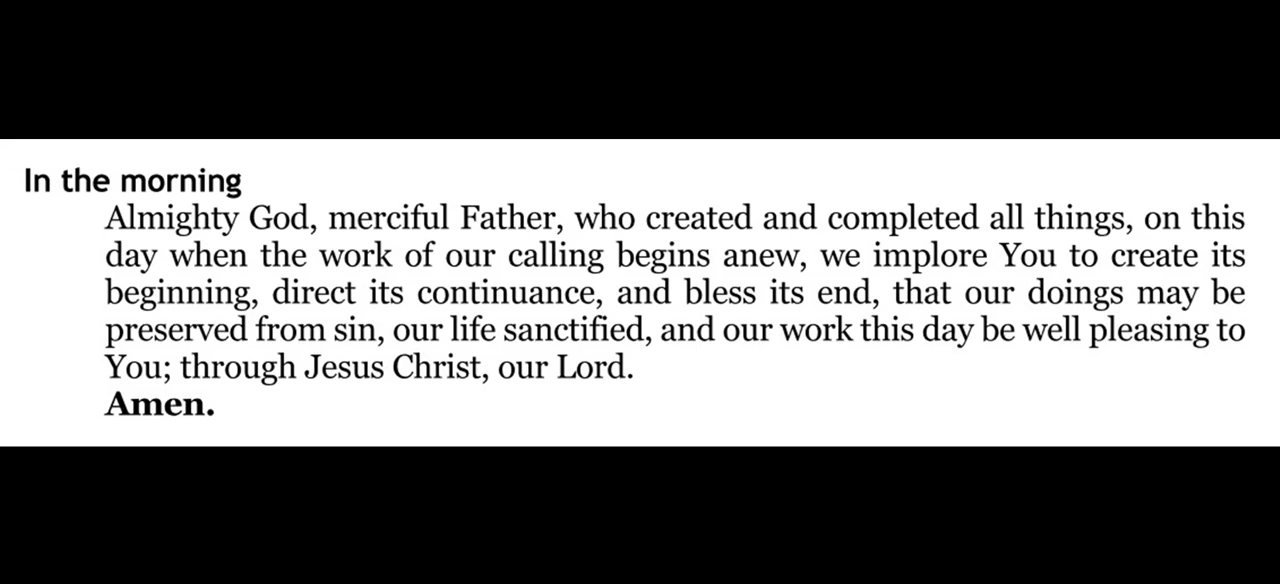 In the morning
Almighty God, merciful Father, who created and completed all things, on this
day when the work of our calling begins anew, we implore You to create its
beginning, direct its continuance, and bless its end, that our doings may be
preserved from sin, our life sanctified, and our work this day be well pleasing to
You; through Jesus Christ, our Lord.
Amen.